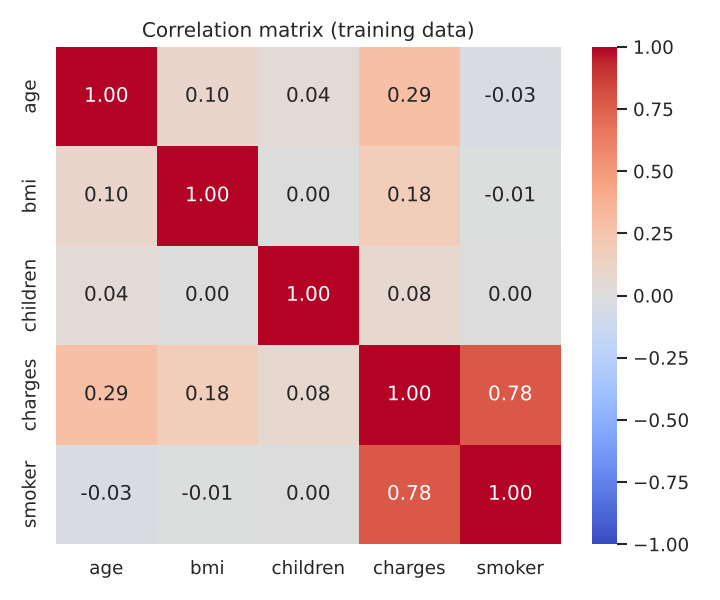 Correlation matrix (training data)
age 1.00 0.10 0.04 0.29 -0.03
bmi 0.10 1.00 0.00 0.18 -0.01
children 0.04 0.00 1.00 0.08 0.00
charges 0.29 0.18 0.08 1.00 0.78
smoker -0.03 -0.01 0.00 0.78 1.00
age bmi children charges smoker
1.00
0.75
0.50
0.25
0.00
−0.25
−0.50
−0.75
−1.00